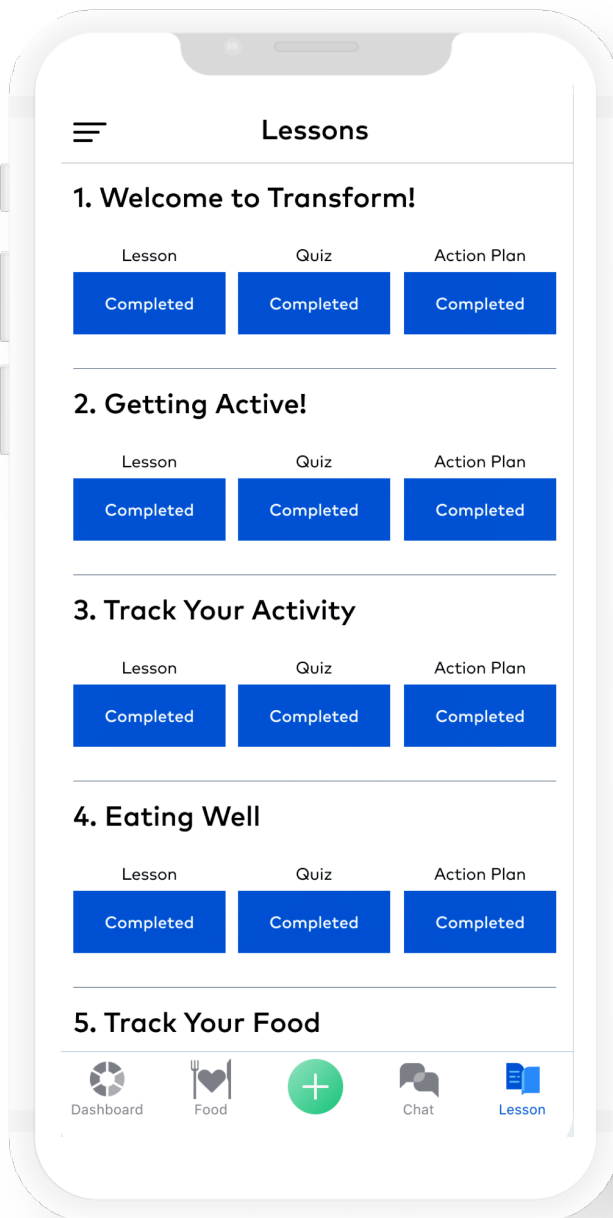 Lessons
1. Welcome to Transform!
Lesson Quiz Action Plan
Completed Completed Completed
2. Getting Active!
Lesson Quiz Action Plan
Completed Completed Completed
3. Track Your Activity
Lesson Quiz Action Plan
Completed Completed Completed
4. Eating Well
Lesson Quiz Action Plan
Completed Completed Completed
5. Track Your Food
Dashboard Food Chat Lesson